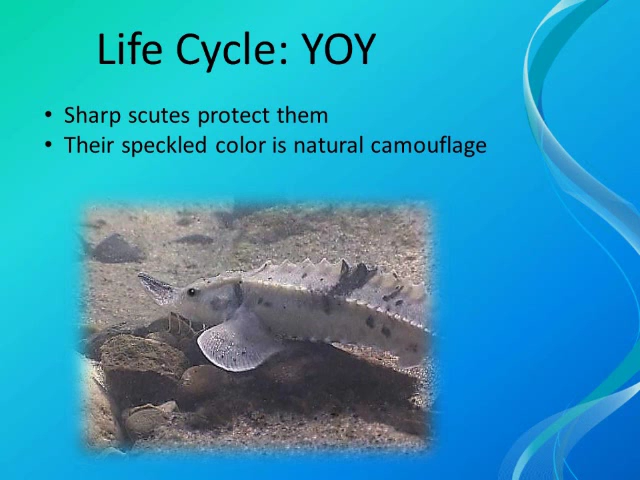 Life Cycle: YOY
• Sharp scutes protect them
• Their speckled color is natural camouflage